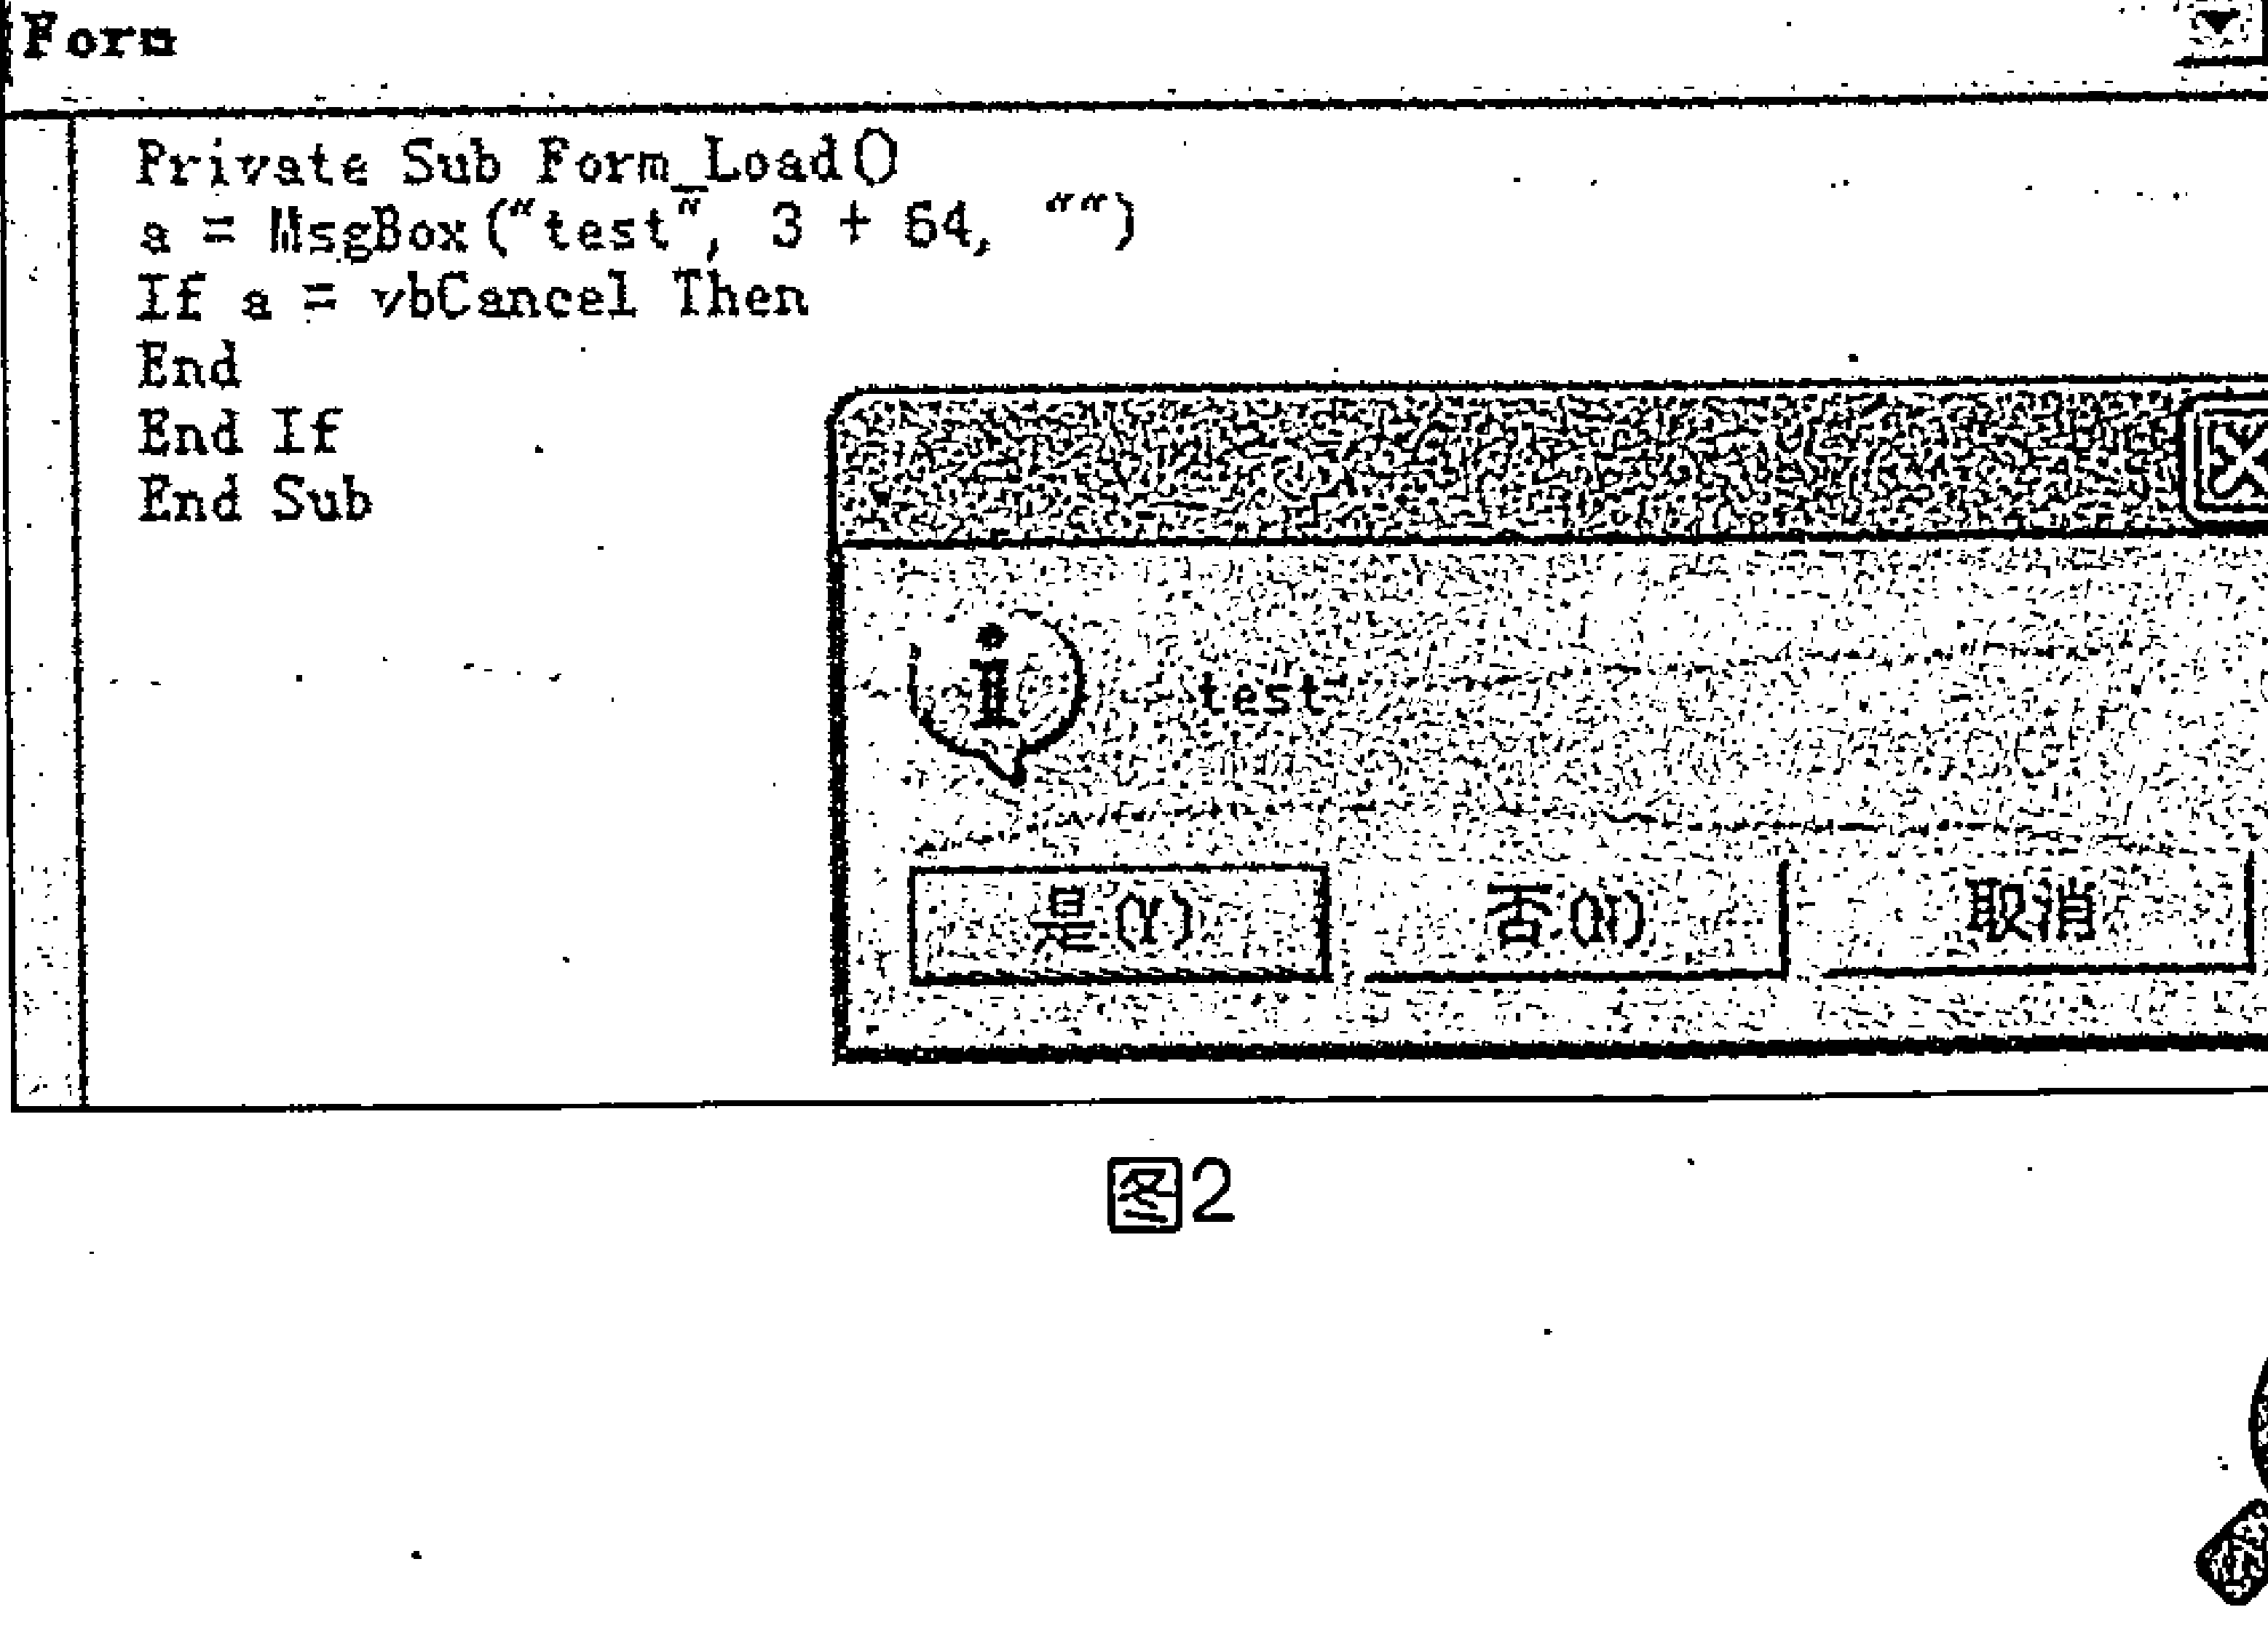 Form
Private Sub Form_Load()
a = MsgBox("test", 3 + 64, "")
If a = vbCancel Then
End
End If
End Sub
i
test
是(Y)
否(N)
取消
图2